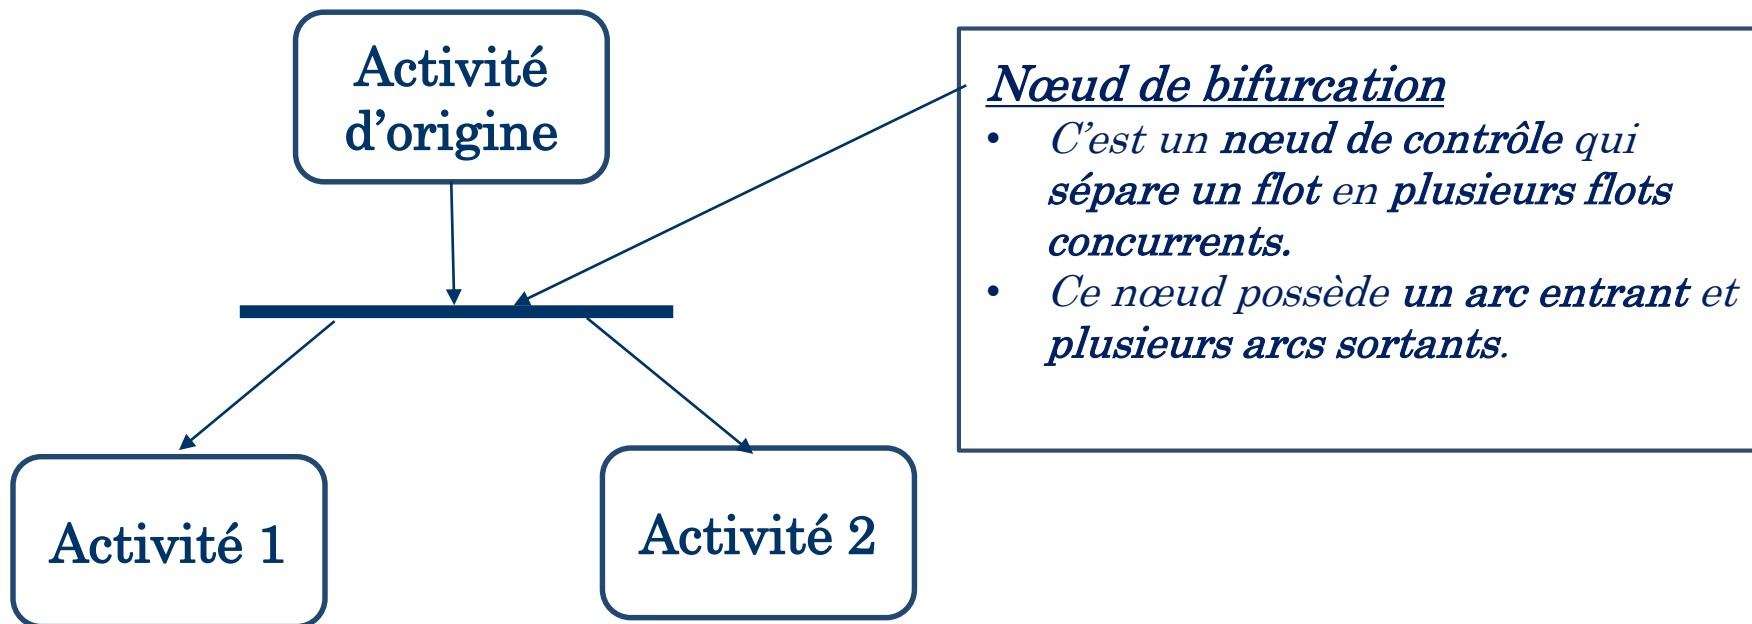 Activité
d’origine
Nœud de bifurcation
• C’est un nœud de contrôle qui
sépare un flot en plusieurs flots
concurrents.
• Ce nœud possède un arc entrant et
plusieurs arcs sortants.
Activité 1
Activité 2